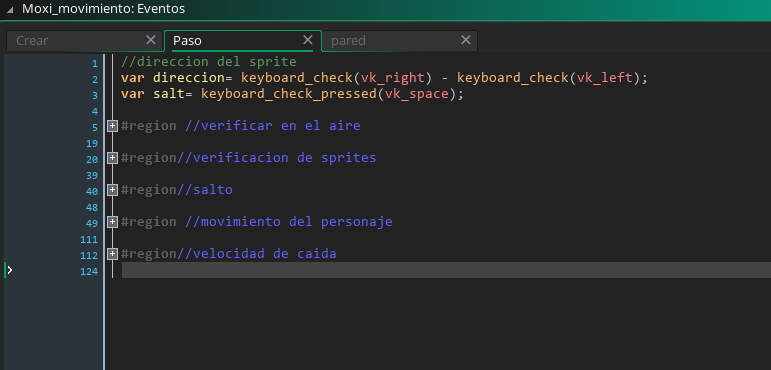 Moxi_movimiento: Eventos
Crear
Paso
pared
1 //direccion del sprite
2 var direccion= keyboard_check(vk_right) - keyboard_check(vk_left);
3 var salt= keyboard_check_pressed(vk_space);
4
5 #region //verificar en el aire
19
20 #region//verificacion de sprites
39
40 #region//salto
48
49 #region //movimiento del personaje
111
112 #region//velocidad de caida
124